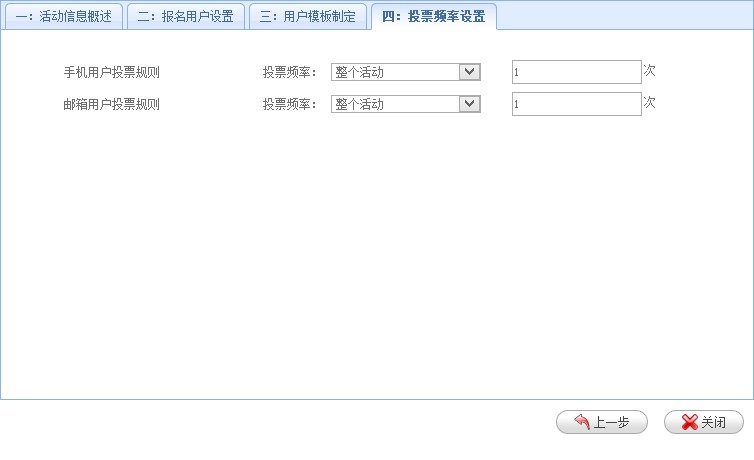 一：活动信息概述 二：报名用户设置 三：用户模板制定 四：投票频率设置
手机用户投票规则 投票频率： 整个活动 1 次
邮箱用户投票规则 投票频率： 整个活动 1 次
上一步 关闭